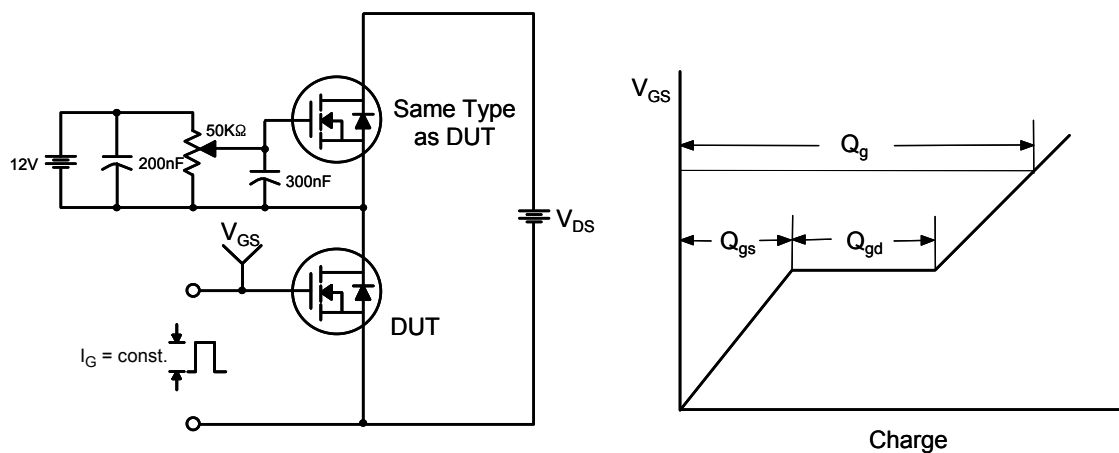 12V
200nF
50KΩ
300nF
Same Type
as DUT
V_DS
V_GS
DUT
I_G = const.
V_GS
Q_g
Q_gs
Q_gd
Charge